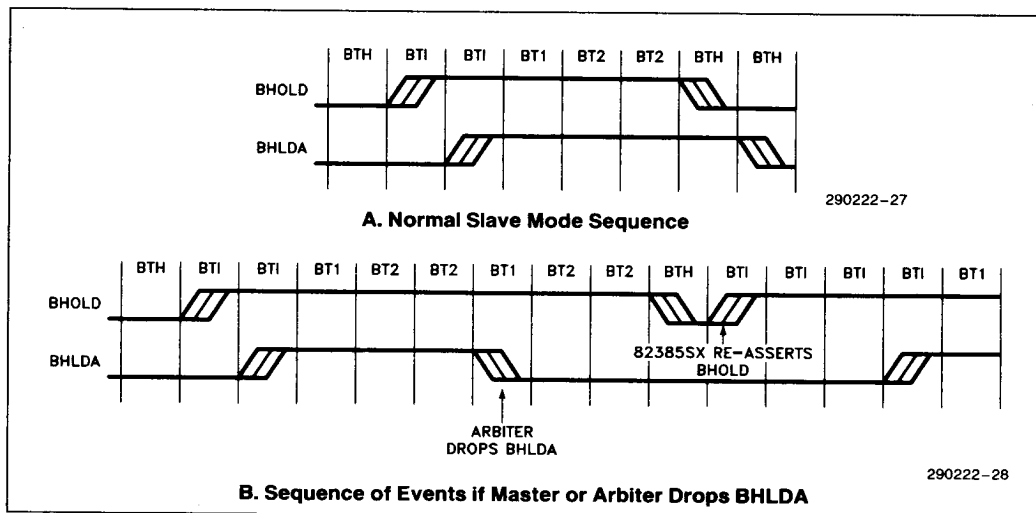 BTH BTI BTI BT1 BT2 BT2 BTH BTH
BHOLD
BHLDA
290222-27
A. Normal Slave Mode Sequence
BTH BTI BTI BT1 BT2 BT2 BT1 BT2 BT2 BTH BTI BTI BTI BTI BT1
BHOLD
82385SX RE-ASSERTS
BHOLD
BHLDA
ARBITER
DROPS BHLDA
290222-28
B. Sequence of Events if Master or Arbiter Drops BHLDA